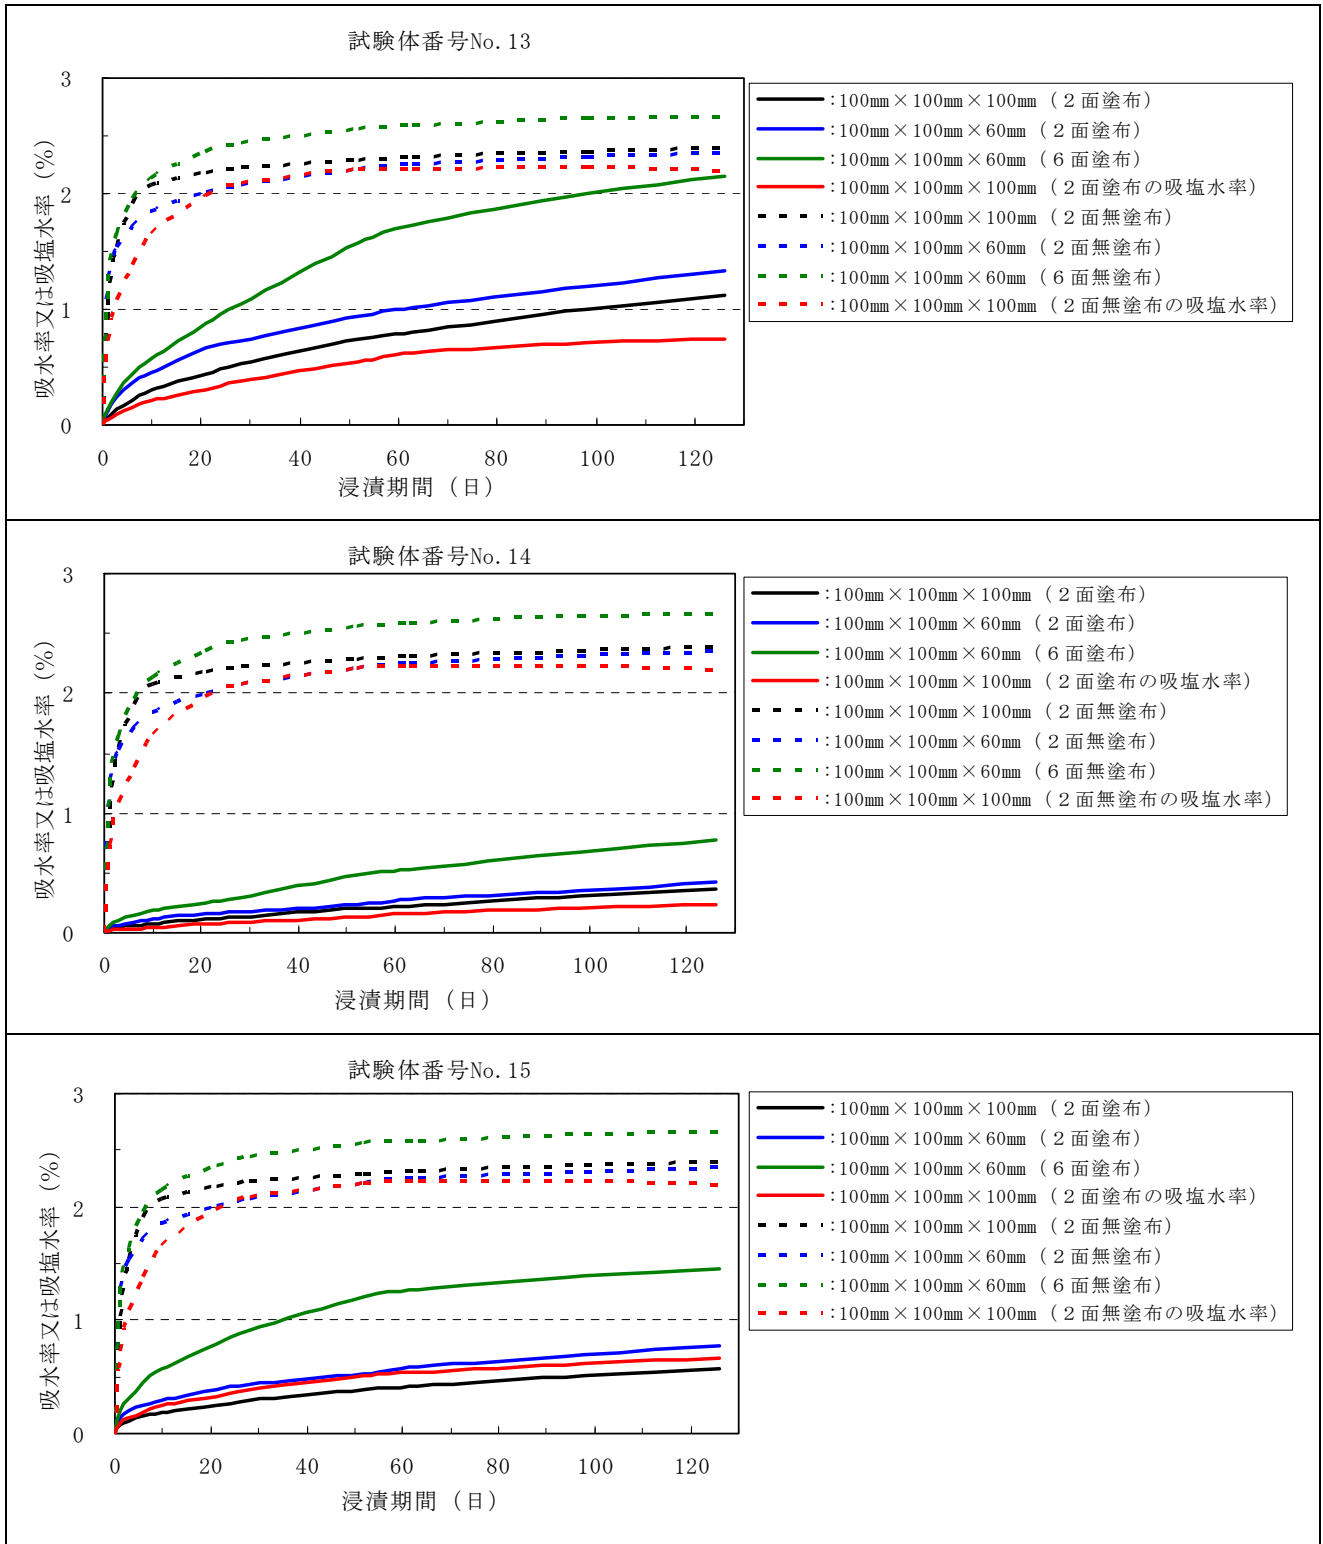 試験体番号No.13
3
2
1
0
吸水率又は吸塩水率 (%)
0 20 40 60 80 100 120
浸漬期間 (日)
:100mm×100mm×100mm (２面塗布)
:100mm×100mm×60mm (２面塗布)
:100mm×100mm×60mm (６面塗布)
:100mm×100mm×100mm (２面塗布の吸塩水率)
:100mm×100mm×100mm (２面無塗布)
:100mm×100mm×60mm (２面無塗布)
:100mm×100mm×60mm (６面無塗布)
:100mm×100mm×100mm (２面無塗布の吸塩水率)
試験体番号No.14
3
2
1
0
吸水率又は吸塩水率 (%)
0 20 40 60 80 100 120
浸漬期間 (日)
:100mm×100mm×100mm (２面塗布)
:100mm×100mm×60mm (２面塗布)
:100mm×100mm×60mm (６面塗布)
:100mm×100mm×100mm (２面塗布の吸塩水率)
:100mm×100mm×100mm (２面無塗布)
:100mm×100mm×60mm (２面無塗布)
:100mm×100mm×60mm (６面無塗布)
:100mm×100mm×100mm (２面無塗布の吸塩水率)
試験体番号No.15
3
2
1
0
吸水率又は吸塩水率 (%)
0 20 40 60 80 100 120
浸漬期間 (日)
:100mm×100mm×100mm (２面塗布)
:100mm×100mm×60mm (２面塗布)
:100mm×100mm×60mm (６面塗布)
:100mm×100mm×100mm (２面塗布の吸塩水率)
:100mm×100mm×100mm (２面無塗布)
:100mm×100mm×60mm (２面無塗布)
:100mm×100mm×60mm (６面無塗布)
:100mm×100mm×100mm (２面無塗布の吸塩水率)